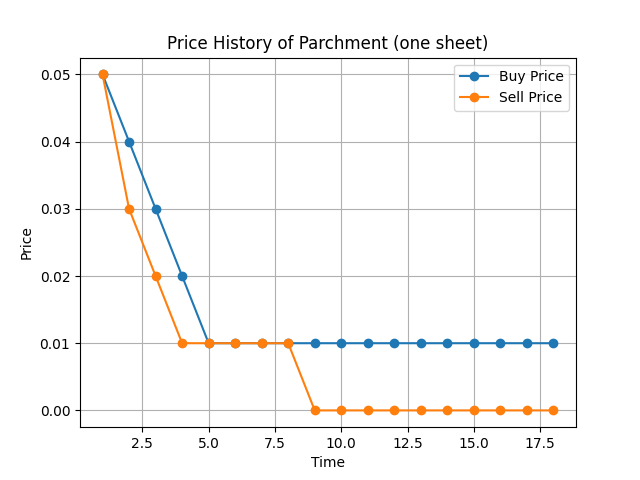 Price History of Parchment (one sheet)
Buy Price
Sell Price
Price
0.05
0.04
0.03
0.02
0.01
0.00
2.5 5.0 7.5 10.0 12.5 15.0 17.5
Time